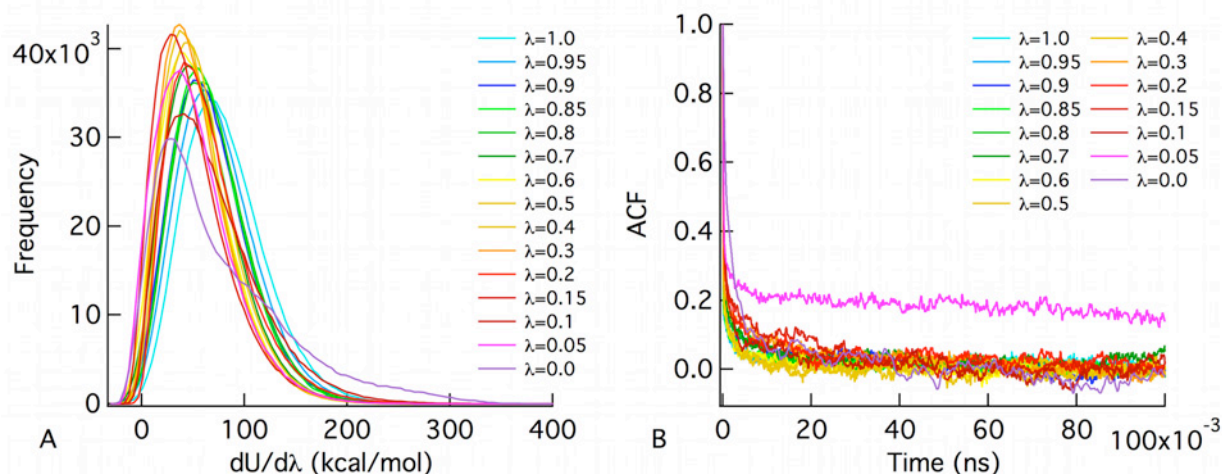 40x10³
30
20
10
0
Frequency
0
100
200
300
400
dU/dλ (kcal/mol)
A
λ=1.0
λ=0.95
λ=0.9
λ=0.85
λ=0.8
λ=0.7
λ=0.6
λ=0.5
λ=0.4
λ=0.3
λ=0.2
λ=0.15
λ=0.1
λ=0.05
λ=0.0
1.0
0.8
0.6
0.4
0.2
0.0
ACF
0
20
40
60
80
100x10⁻³
Time (ns)
B
λ=1.0
λ=0.95
λ=0.9
λ=0.85
λ=0.8
λ=0.7
λ=0.6
λ=0.5
λ=0.4
λ=0.3
λ=0.2
λ=0.15
λ=0.1
λ=0.05
λ=0.0